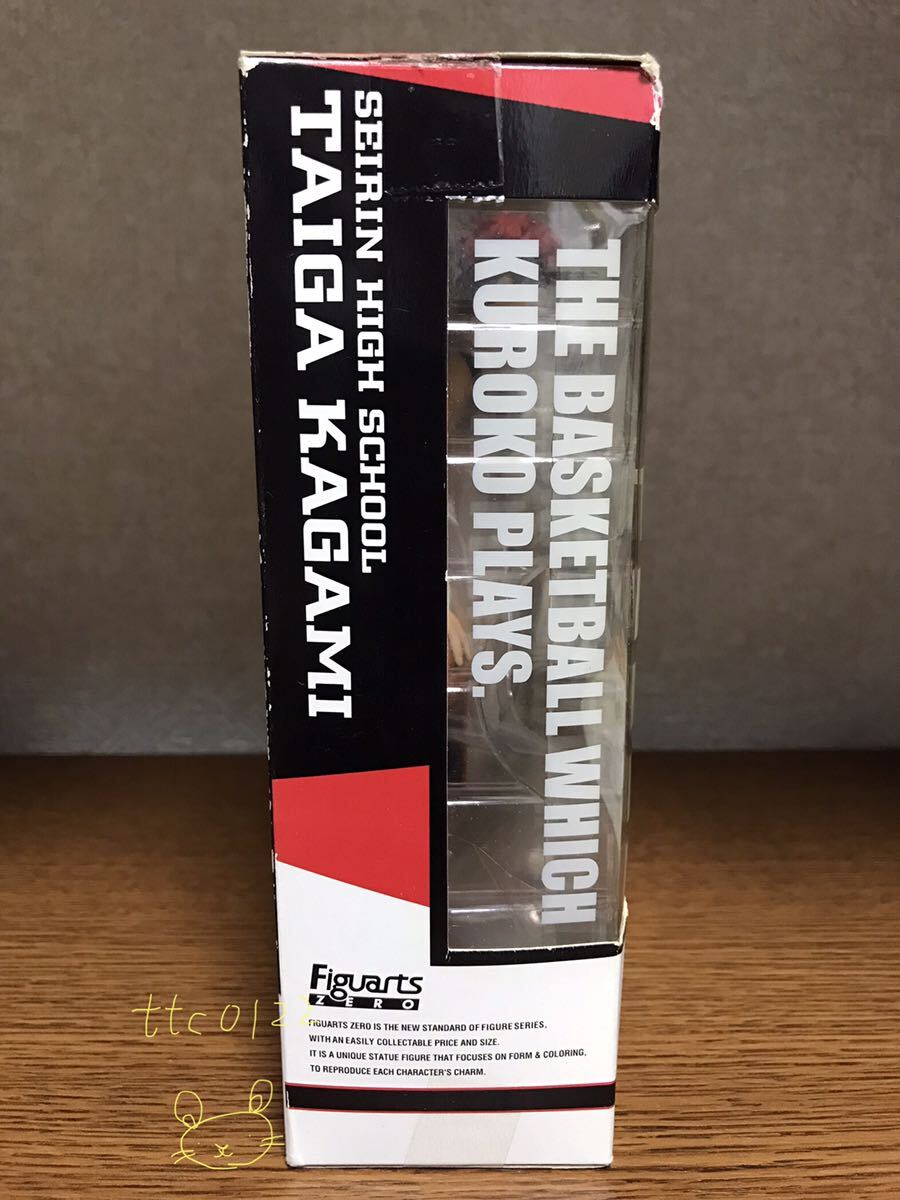 SEIRIN HIGH SCHOOL
TAIGA KAGAMI
THE BASKETBALL WHICH
KUROKO PLAYS.
Figuarts
ZERO
FIGUARTS ZERO IS THE NEW STANDARD OF FIGURE SERIES,
WITH AN EASILY COLLECTABLE PRICE AND SIZE.
IT IS A UNIQUE STATUE FIGURE THAT FOCUSES ON FORM & COLORING,
TO REPRODUCE EACH CHARACTER'S CHARM.
ttc0122